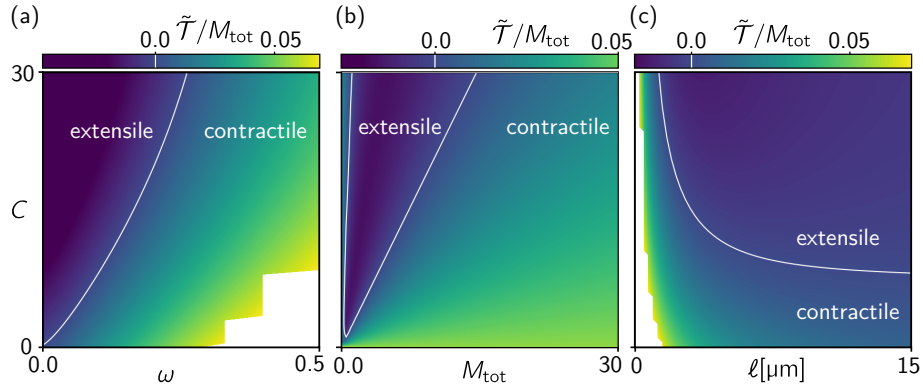 (a) 𝒯̃/M_tot
0.0 0.05
30
extensile contractile
C
0
0.0 ω 0.5
(b) 𝒯̃/M_tot
0.0 0.05
extensile contractile
0.0 M_tot 30
(c) 𝒯̃/M_tot
0.0 0.05
extensile
contractile
0 ℓ[μm] 15